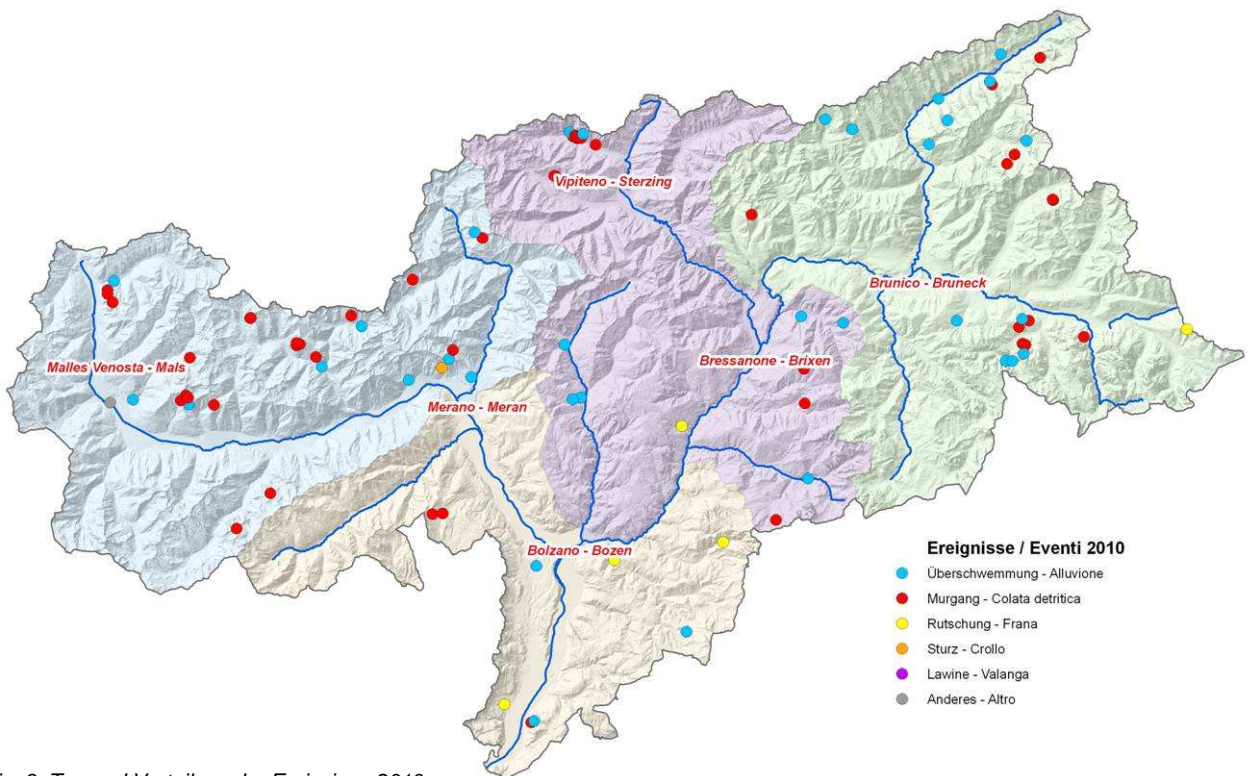 Vipiteno - Sterzing
Brunico - Bruneck
Malles Venosta - Mals
Bressanone - Brixen
Merano - Meran
Bolzano - Bozen
Ereignisse / Eventi 2010
Überschwemmung - Alluvione
Murgang - Colata detritica
Rutschung - Frana
Sturz - Crollo
Lawine - Valanga
Anderes - Altro